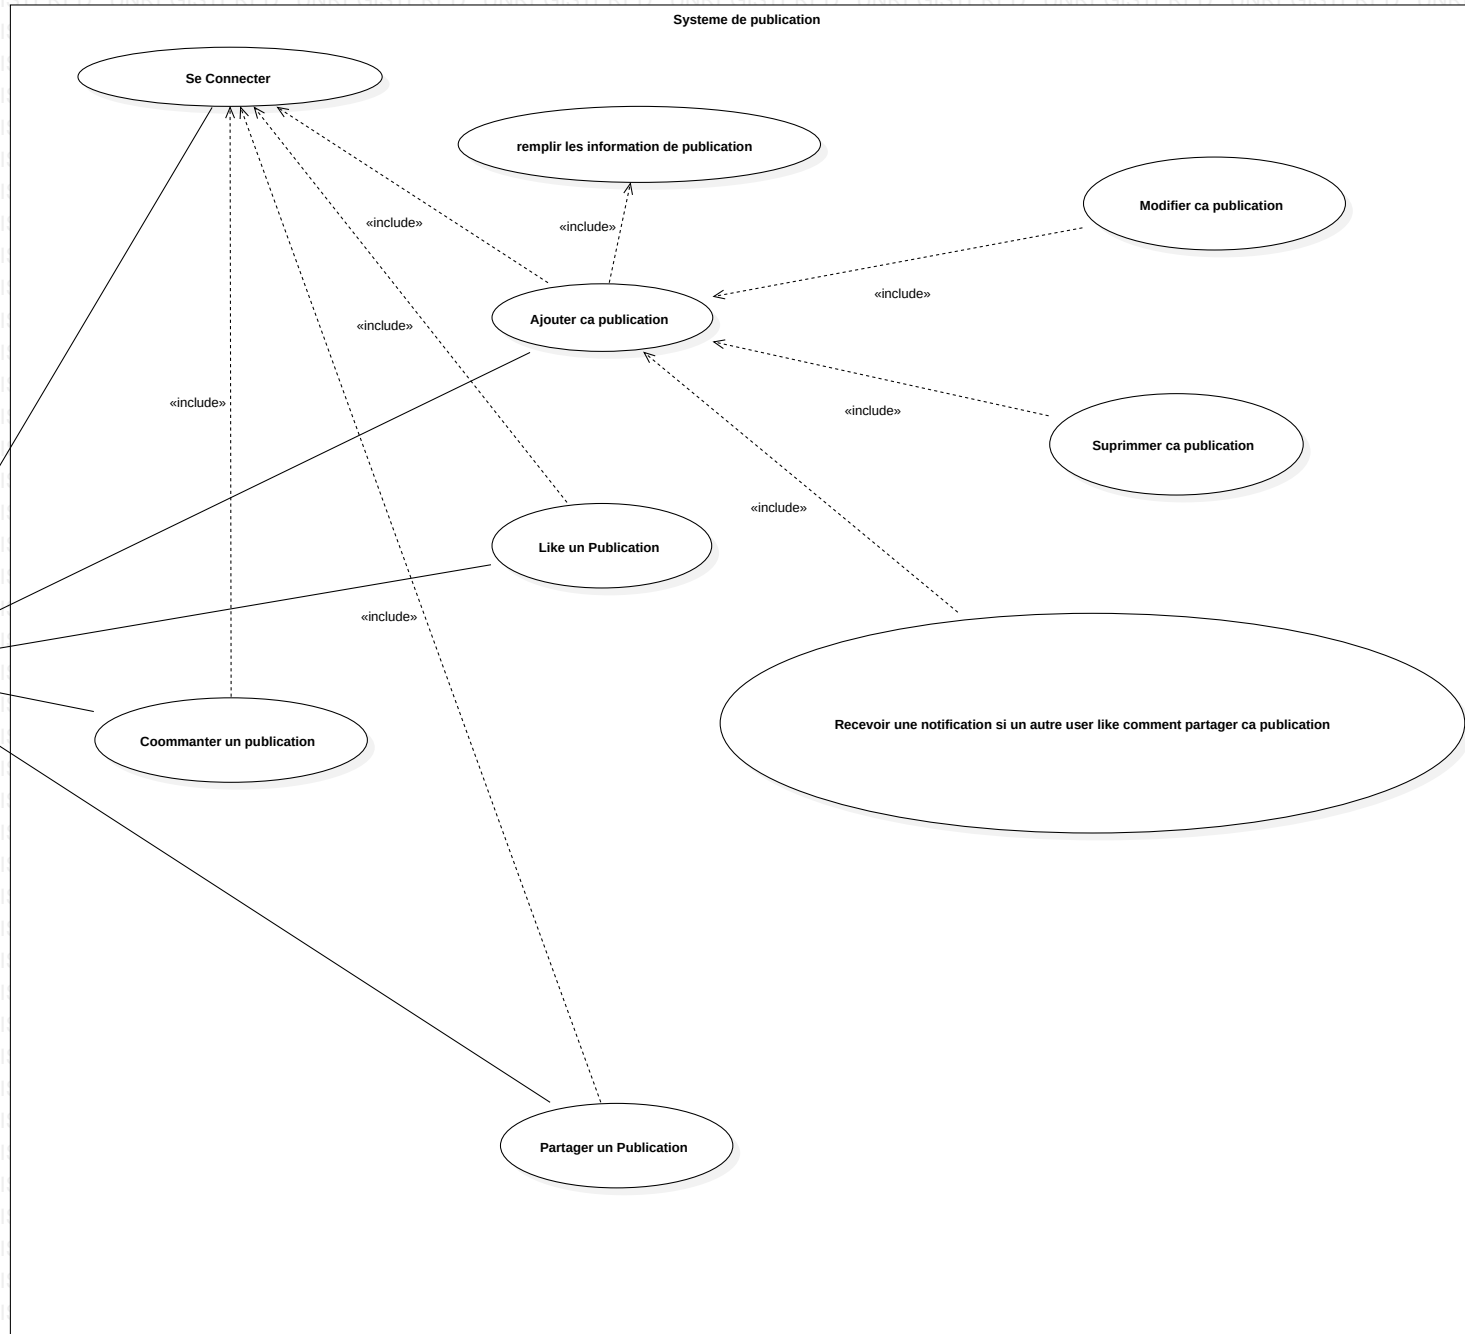 Systeme de publication
Se Connecter
remplir les information de publication
Modifier ca publication
«include»
«include»
«include»
Ajouter ca publication
«include»
«include»
«include»
Suprimmer ca publication
«include»
Like un Publication
«include»
Recevoir une notification si un autre user like comment partager ca publication
Coommanter un publication
Partager un Publication